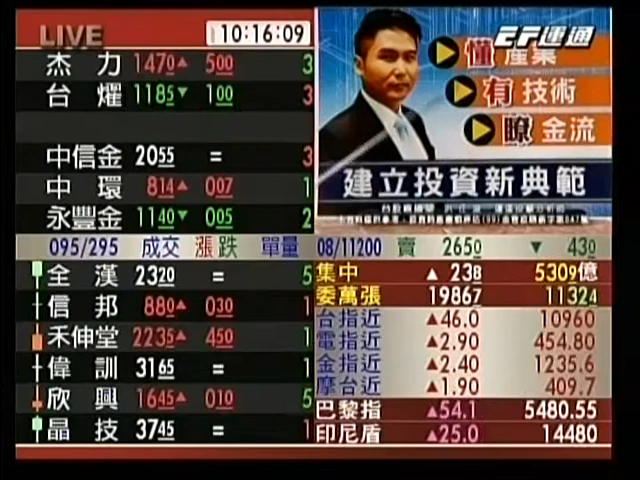 LIVE 10:16:09
杰力 1470▲ 500 3
台燿 1185▼ 100 3
中信金 2055 = 3
中環 814▲ 007 1
永豐金 1140▼ 005 2
095/295 成交 漲跌 單量
全漢 2320 = 5
信邦 880▲ 030 1
禾伸堂 2235▲ 450 1
偉訓 3165 = 1
欣興 1645▲ 010 5
晶技 3745 = 1
EF連通
懂產業
有技術
瞭金流
建立投資新典範
08/11200 賣 2650 ▼ 430
集中 ▲ 238 5309億
委萬張 19867 11324
台指近 ▲46.0 10960
電指近 ▲2.90 454.80
金指近 ▲2.40 1235.6
摩台近 ▲1.90 409.7
巴黎指 ▲54.1 5480.55
印尼盾 ▲25.0 14480